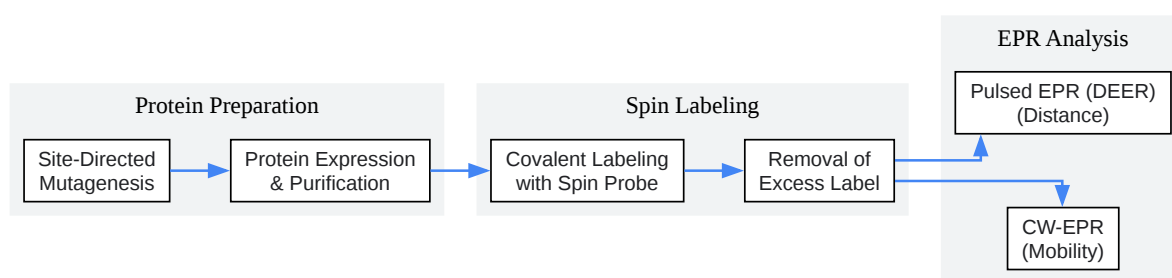 Protein Preparation
Site-Directed
Mutagenesis
Protein Expression
& Purification
Spin Labeling
Covalent Labeling
with Spin Probe
Removal of
Excess Label
EPR Analysis
Pulsed EPR (DEER)
(Distance)
CW-EPR
(Mobility)